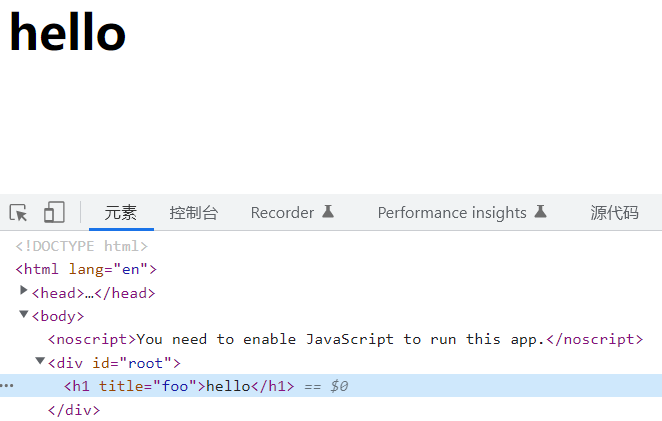 hello
元素 控制台 Recorder Performance insights 源代码
<!DOCTYPE html>
<html lang="en">
<head>…</head>
<body>
<noscript>You need to enable JavaScript to run this app.</noscript>
<div id="root">
<h1 title="foo">hello</h1> == $0
</div>